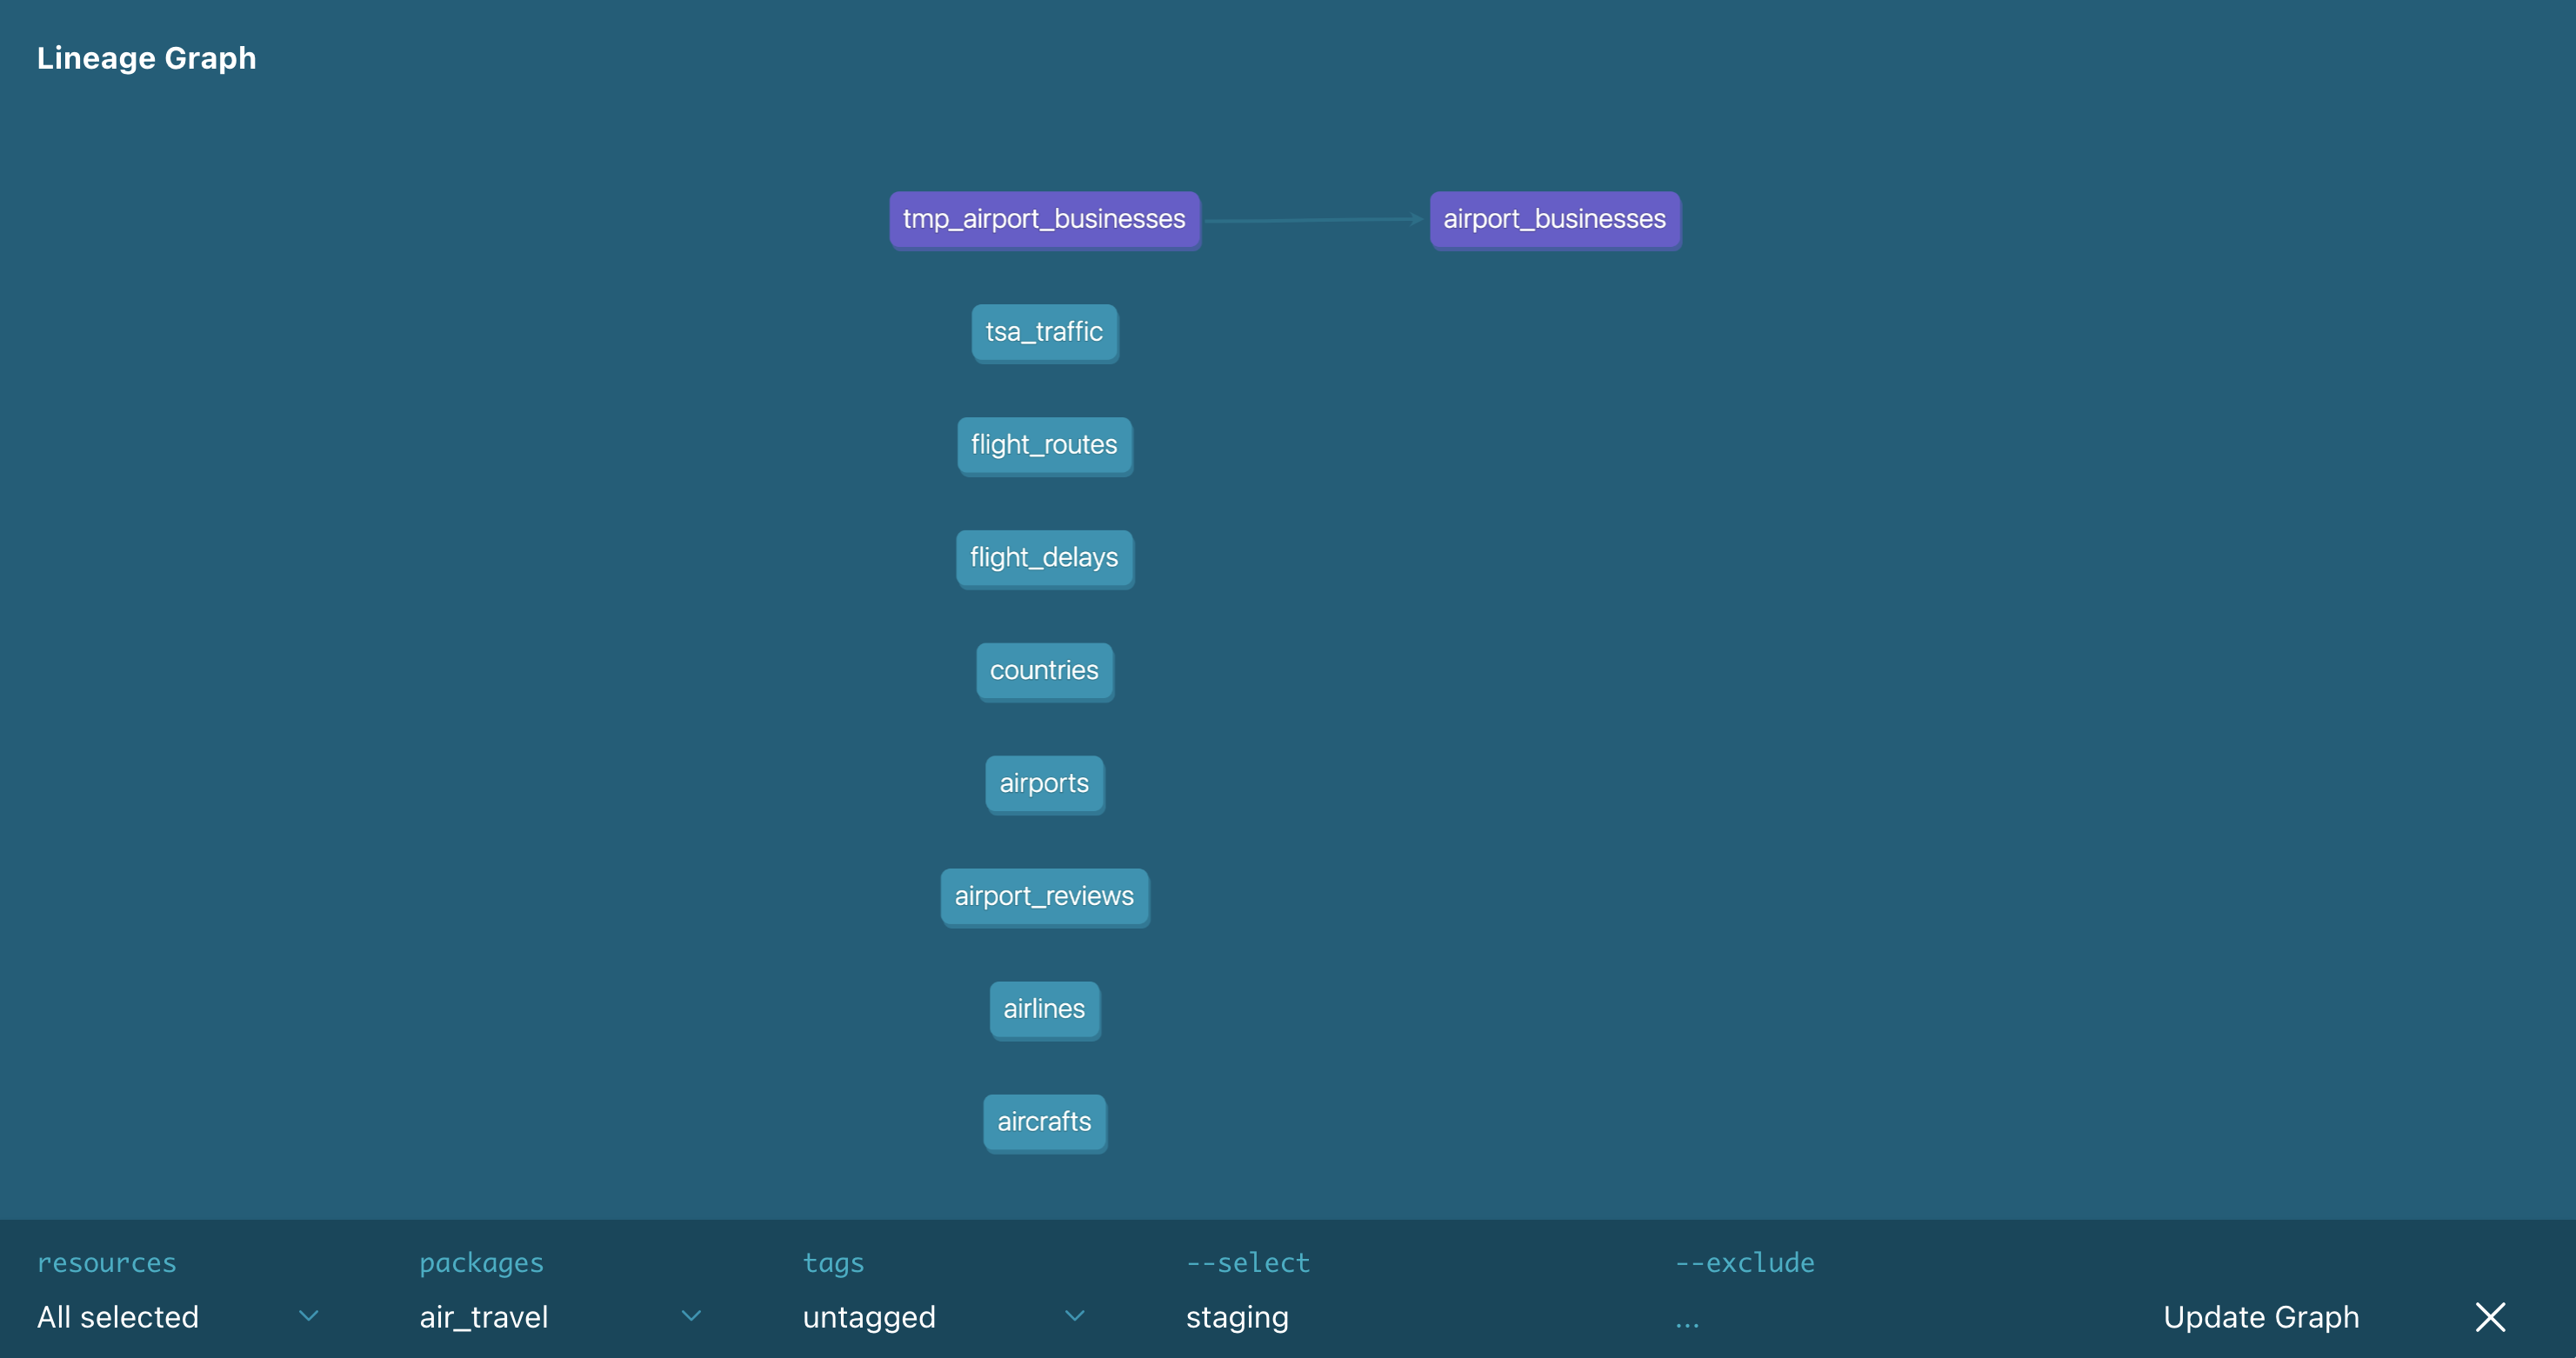 Lineage Graph
tmp_airport_businesses
airport_businesses
tsa_traffic
flight_routes
flight_delays
countries
airports
airport_reviews
airlines
aircrafts
resources
All selected
packages
air_travel
tags
untagged
--select
staging
--exclude
...
Update Graph